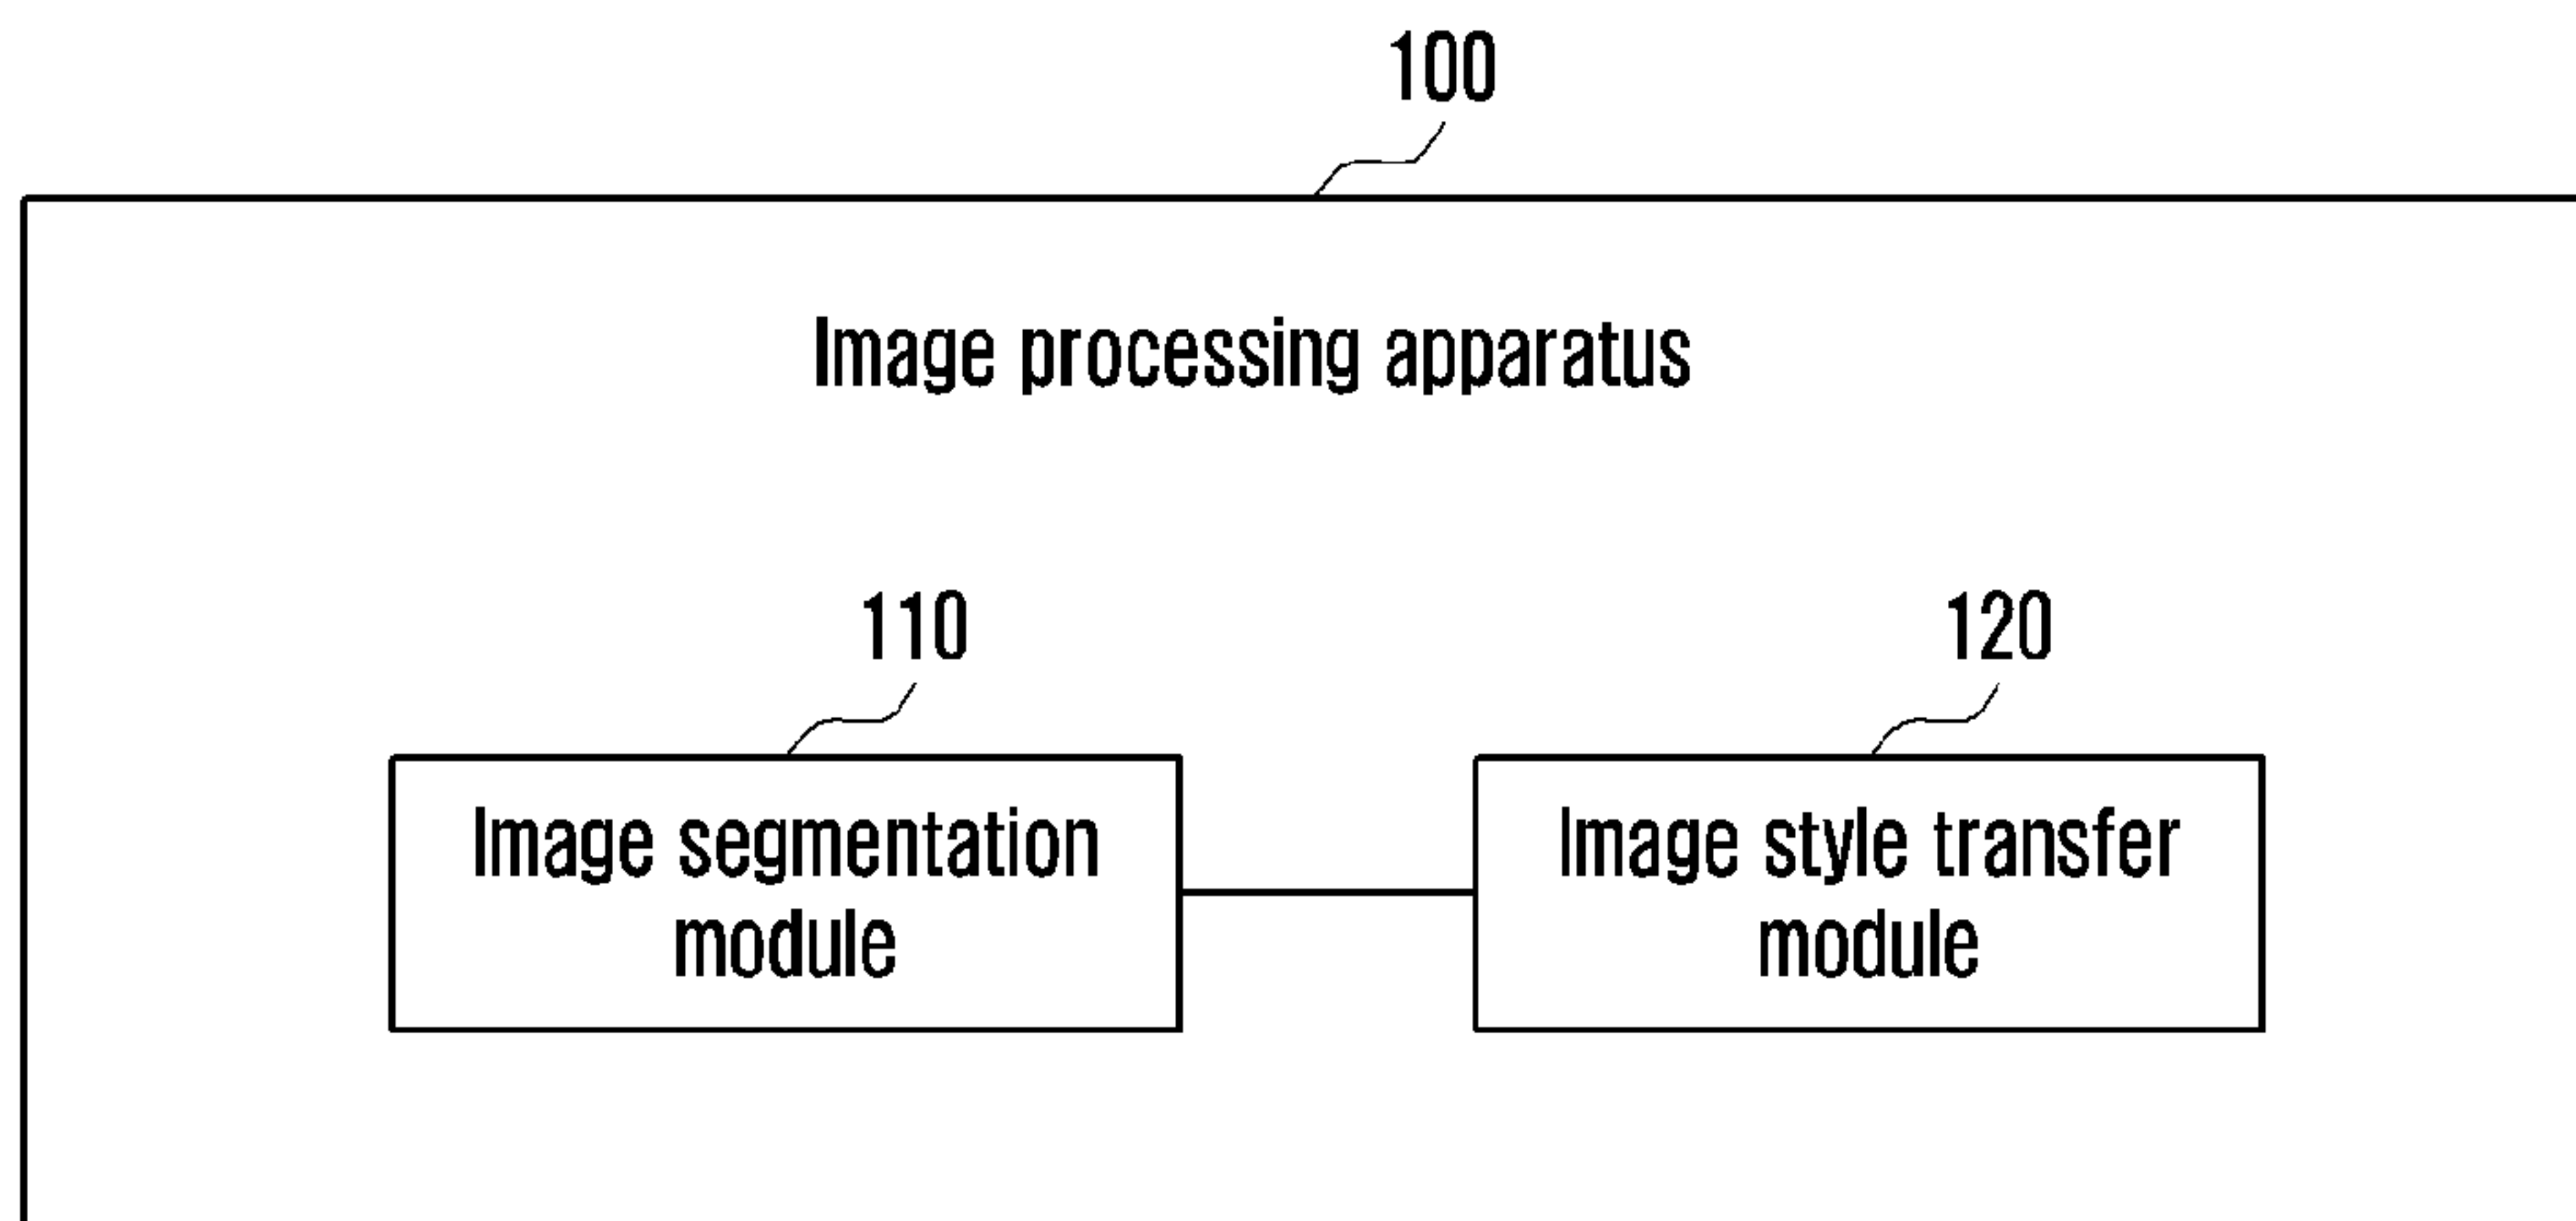 100
Image processing apparatus
110
120
Image segmentation
module
Image style transfer
module